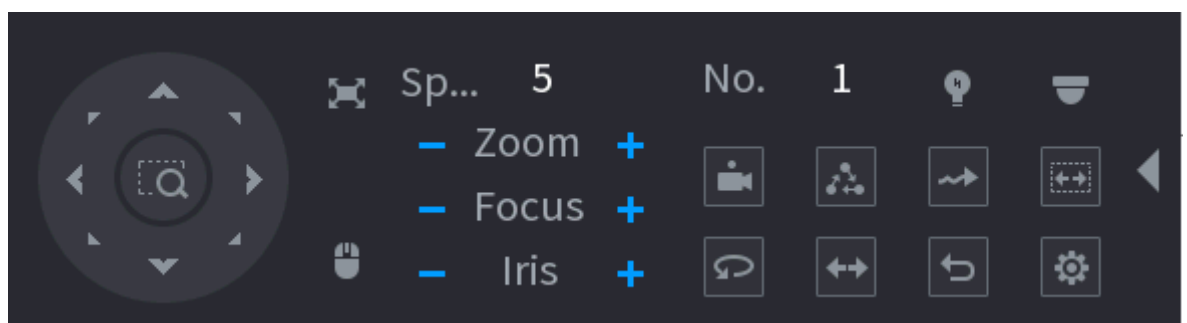 Sp... 5 No. 1
− Zoom +
− Focus +
− Iris +